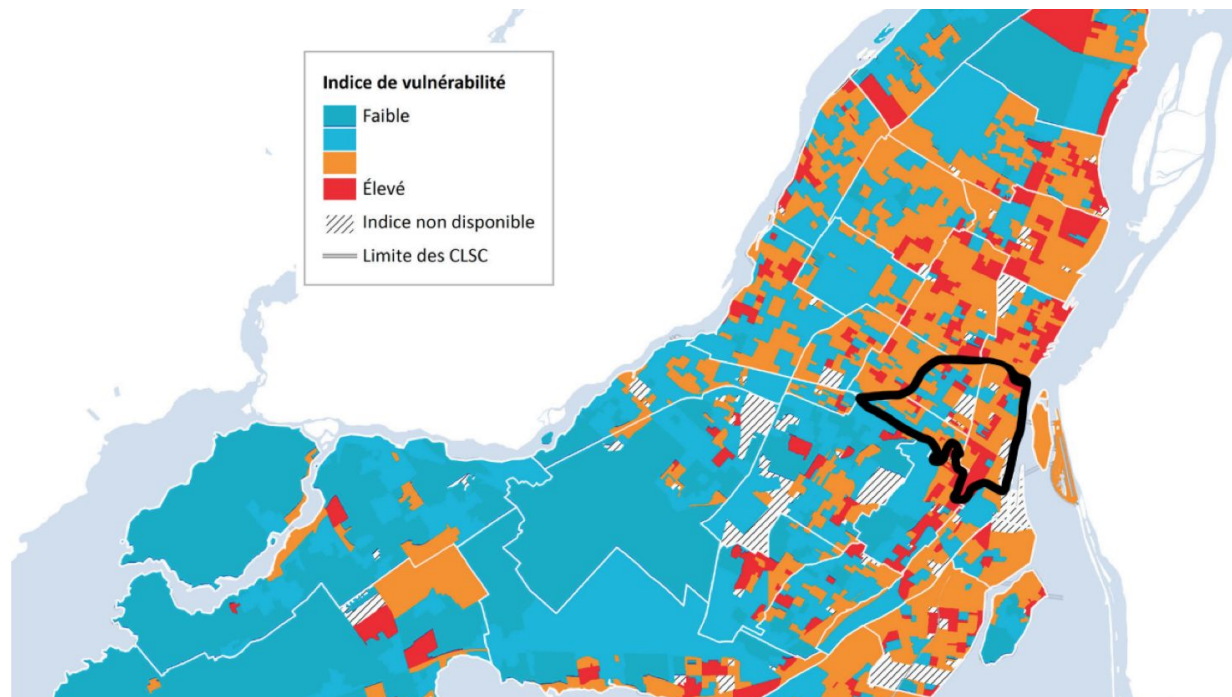 Indice de vulnérabilité
Faible
Élevé
Indice non disponible
Limite des CLSC